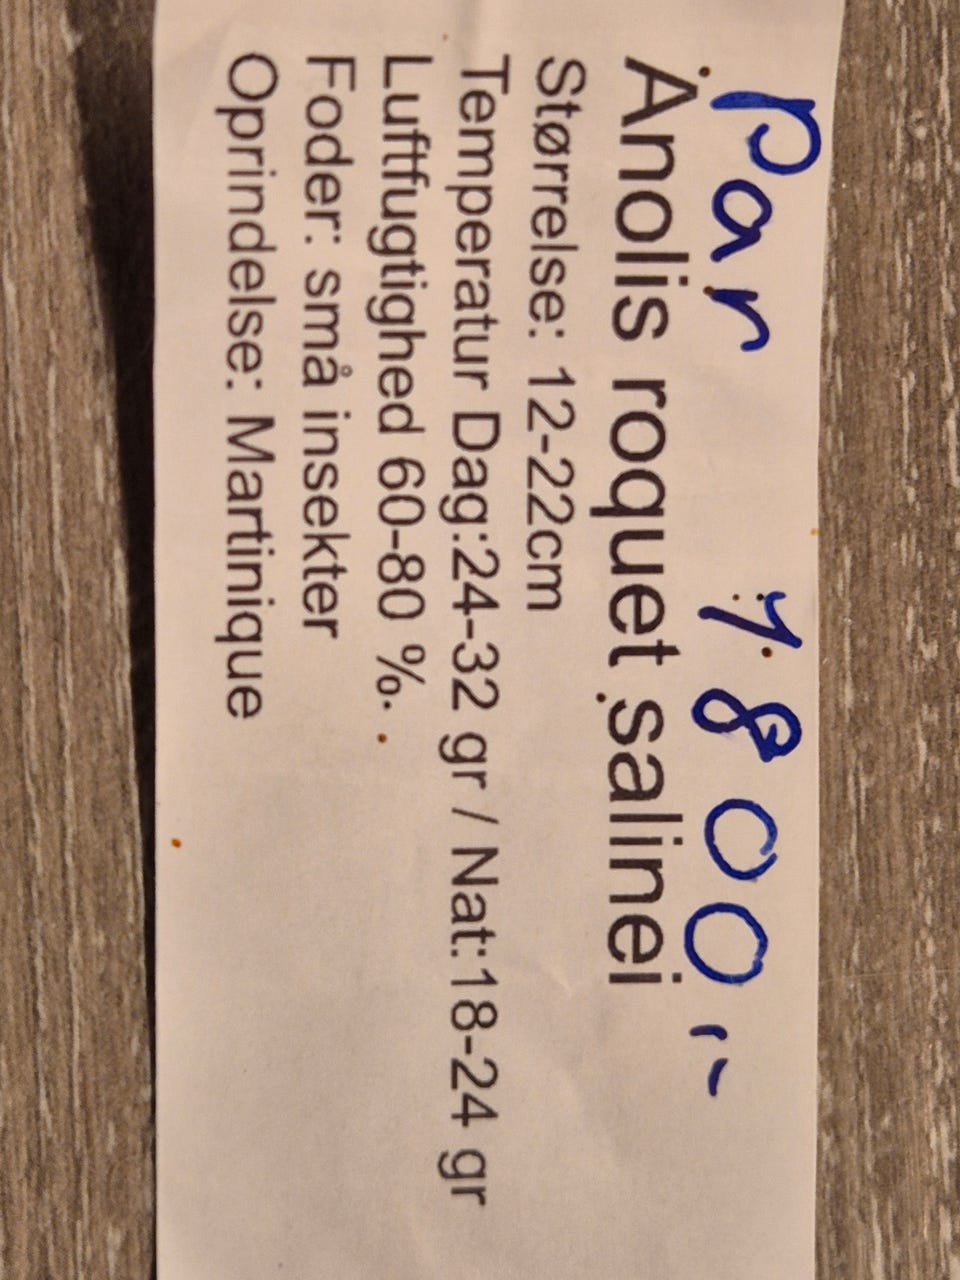 Par 1800,-
Anolis roquet salinei
Størrelse: 12-22cm
Temperatur Dag:24-32 gr / Nat:18-24 gr
Luftfugtighed 60-80 %.
Foder: små insekter
Oprindelse: Martinique